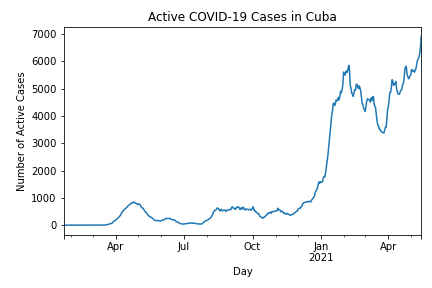 Active COVID-19 Cases in Cuba
Number of Active Cases
7000
6000
5000
4000
3000
2000
1000
0
Apr
Jul
Oct
Jan
2021
Apr
Day